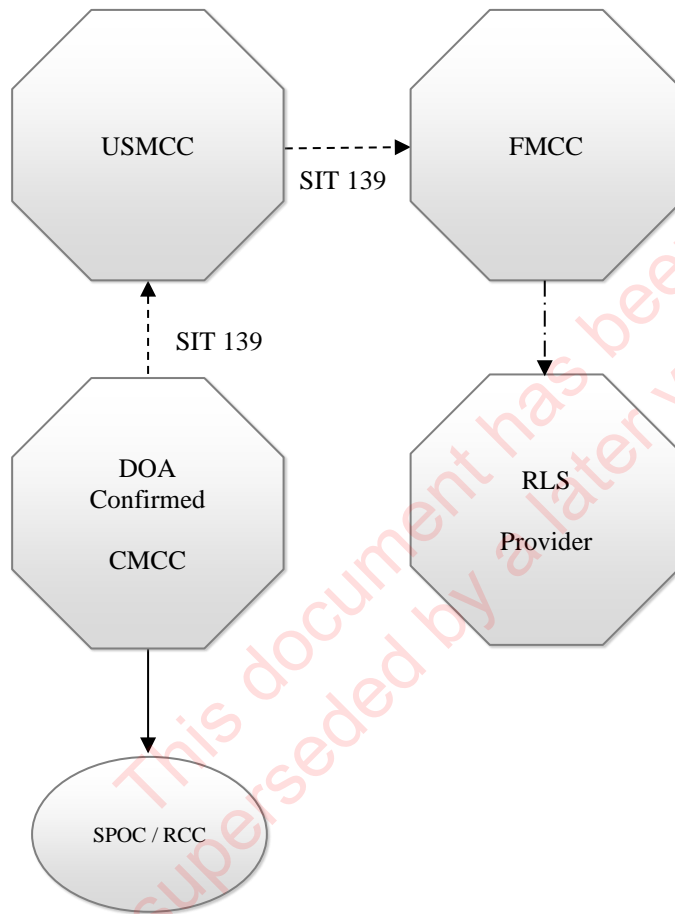 USMCC
FMCC
SIT 139
SIT 139
DOA
Confirmed
CMCC
RLS
Provider
SPOC / RCC
This document has been
superseded by a later v